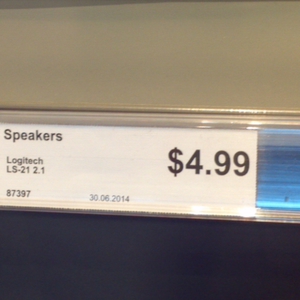 Speakers
Logitech
LS-21 2.1
$4.99
87397
30.06.2014